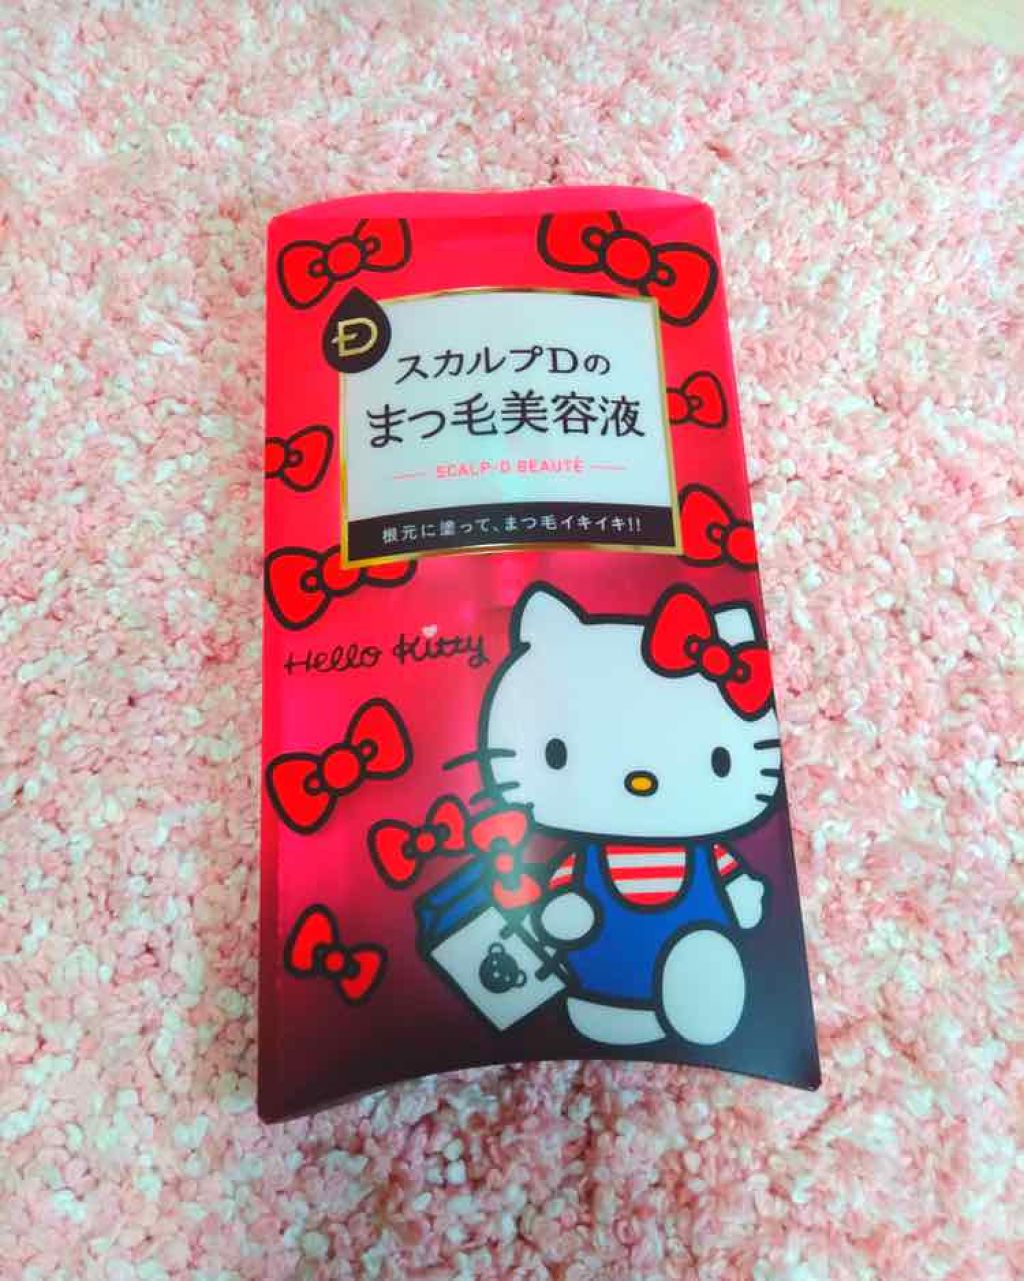 Đ
スカルプDの
まつ毛美容液
SCALP-D BEAUTÉ
根元に塗って、まつ毛イキイキ!!
Hello Kitty